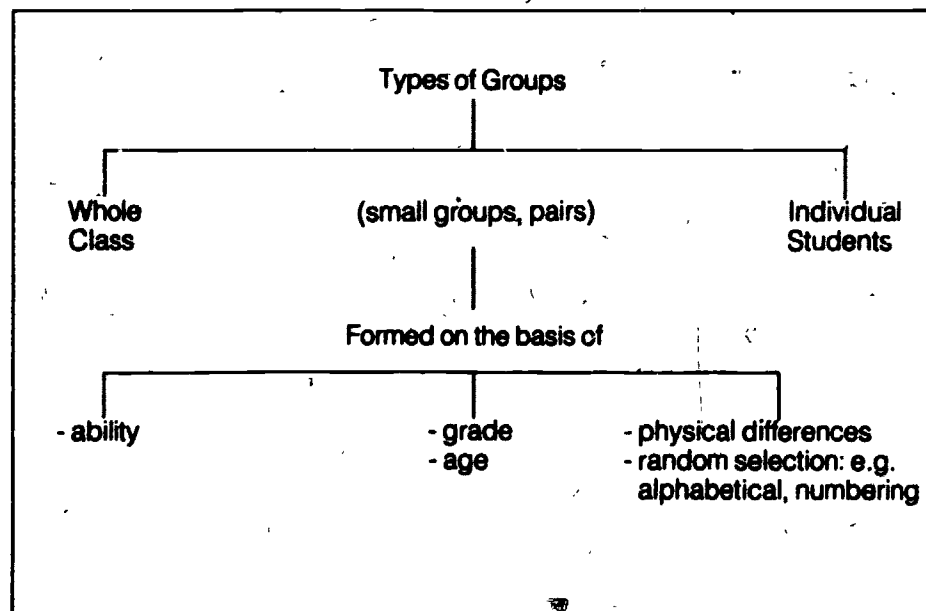 Types of Groups
Whole
Class
(small groups, pairs)
Individual
Students
Formed on the basis of
- ability
- grade
- age
- physical differences
- random selection: e.g.
alphabetical, numbering